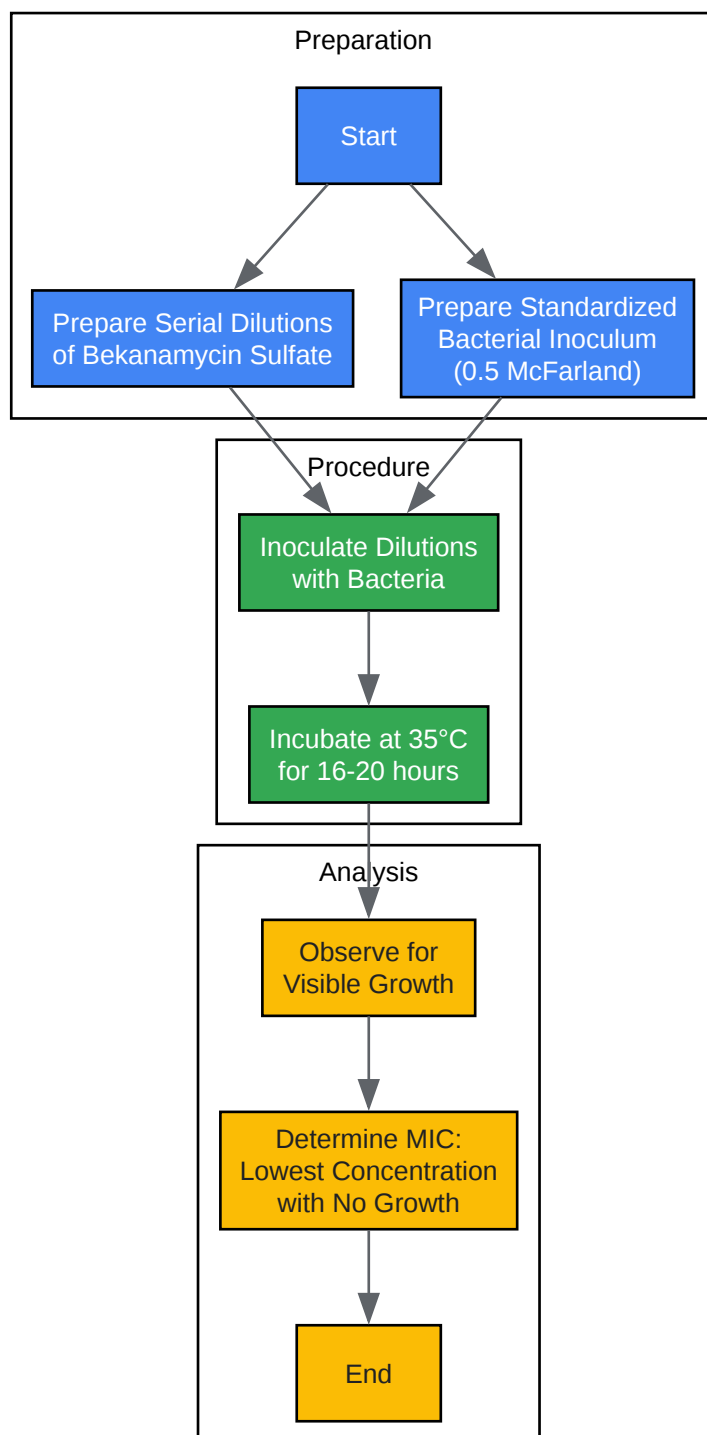 Preparation
Start
Prepare Serial Dilutions
of Bekanamycin Sulfate
Prepare Standardized
Bacterial Inoculum
(0.5 McFarland)
Procedure
Inoculate Dilutions
with Bacteria
Incubate at 35°C
for 16-20 hours
Analysis
Observe for
Visible Growth
Determine MIC:
Lowest Concentration
with No Growth
End